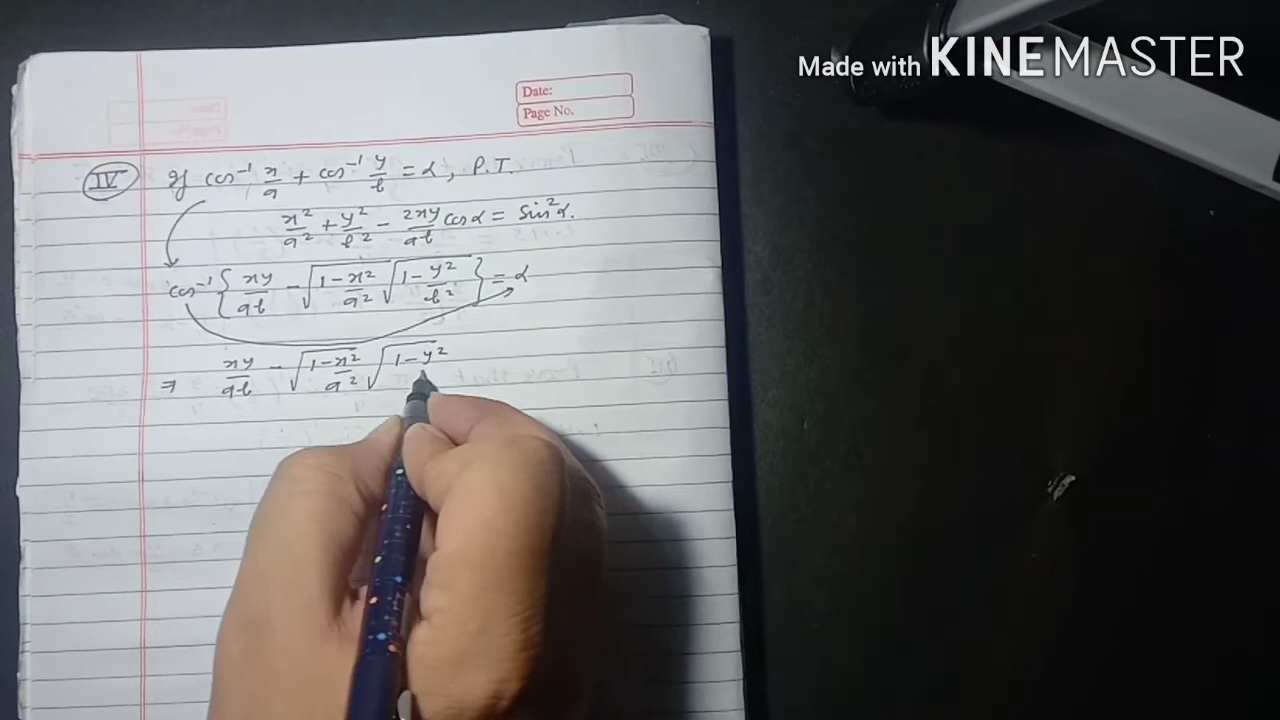 Made with KINEMASTER
Date:
Page No.
IV If cos⁻¹ x/a + cos⁻¹ y/b = α, P.T.
x²/a² + y²/b² - 2xy/ab cos α = sin²α.
cos⁻¹ { xy/ab - √(1-x²/a²) √(1-y²/b²) } = α
⇒ xy/ab - √(1-x²/a²) √(1-y²